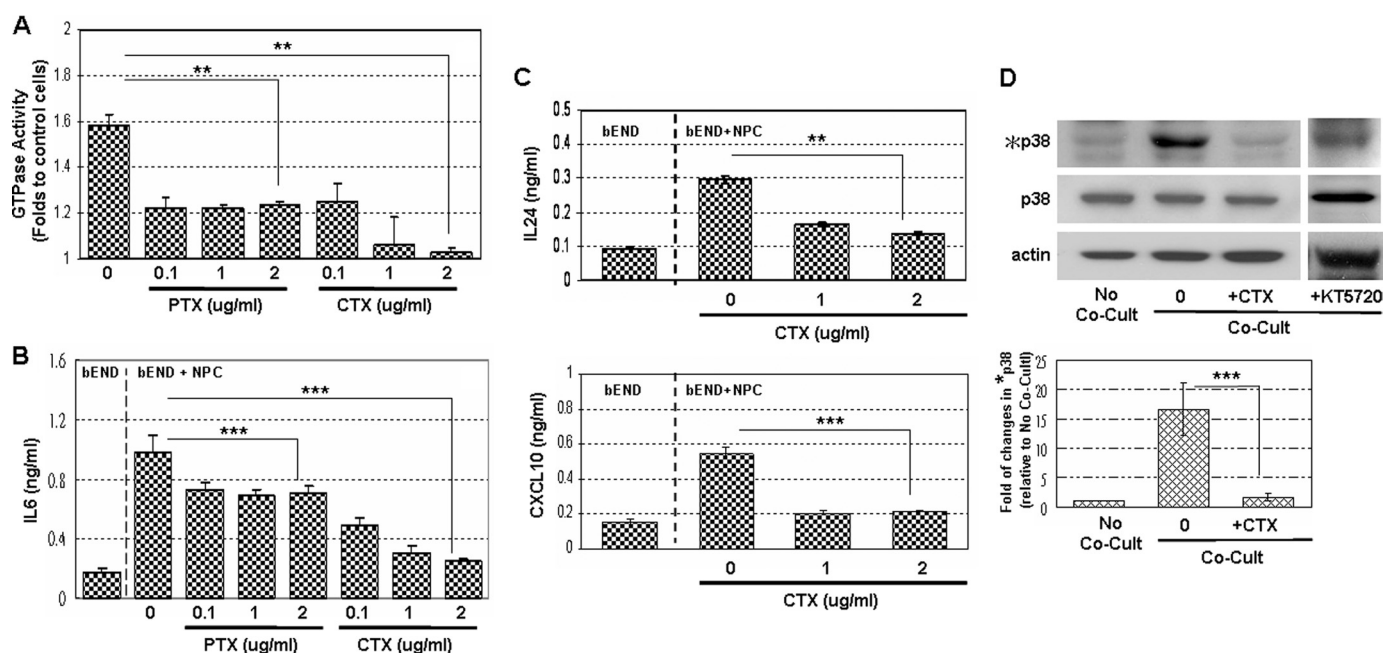 A
GTPase Activity
(Folds to control cells)
2
1.8
1.6
1.4
1.2
1
**
**
0 0.1 1 2 0.1 1 2
PTX (ug/ml) CTX (ug/ml)
B
IL6 (ng/ml)
1.6
1.2
0.8
0.4
0
bEND bEND + NPC
***
***
0 0.1 1 2 0.1 1 2
PTX (ug/ml) CTX (ug/ml)
C
IL24 (ng/ml)
0.5
0.4
0.3
0.2
0.1
0
bEND bEND+NPC
**
0 1 2
CTX (ug/ml)
CXCL10 (ng/ml)
1
0.8
0.6
0.4
0.2
0
bEND bEND+NPC
***
0 1 2
CTX (ug/ml)
D
*p38
p38
actin
No
Co-Cult
0 +CTX +KT5720
Co-Cult
Fold of changes in *p38
(relative to No Co-Cultl)
25
20
15
10
5
0
***
No
Co-Cult
0 +CTX
Co-Cult